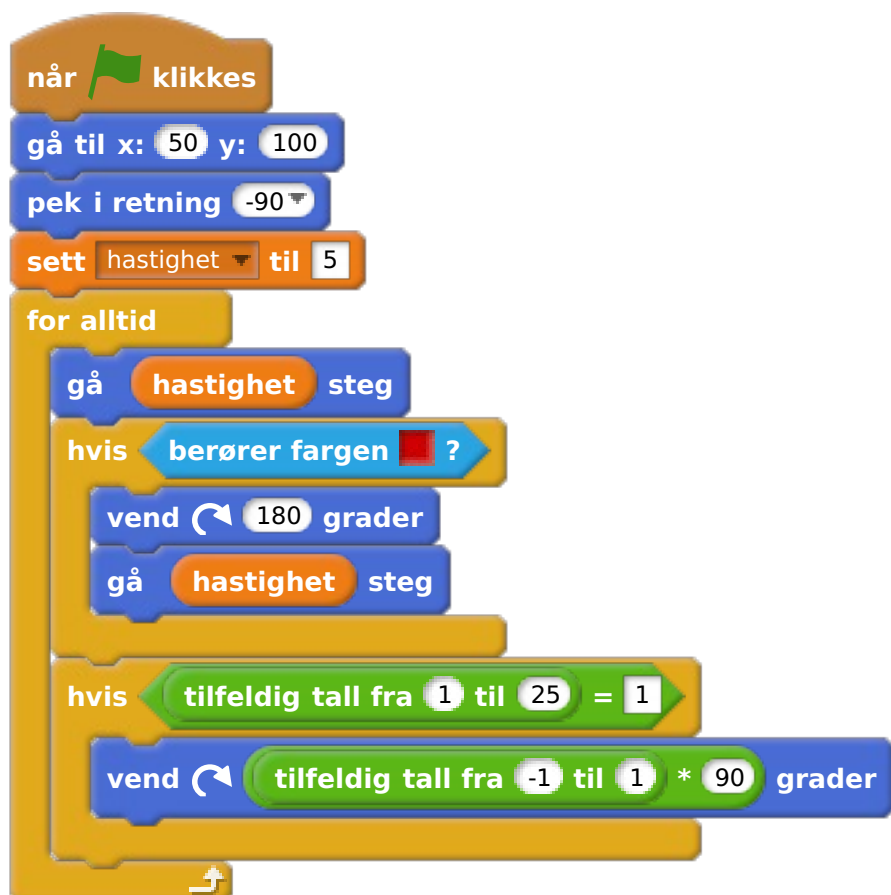 når klikkes
gå til x: 50 y: 100
pek i retning -90
sett hastighet til 5
for alltid
gå hastighet steg
hvis berører fargen ?
vend 180 grader
gå hastighet steg
hvis tilfeldig tall fra 1 til 25 = 1
vend tilfeldig tall fra -1 til 1 * 90 grader